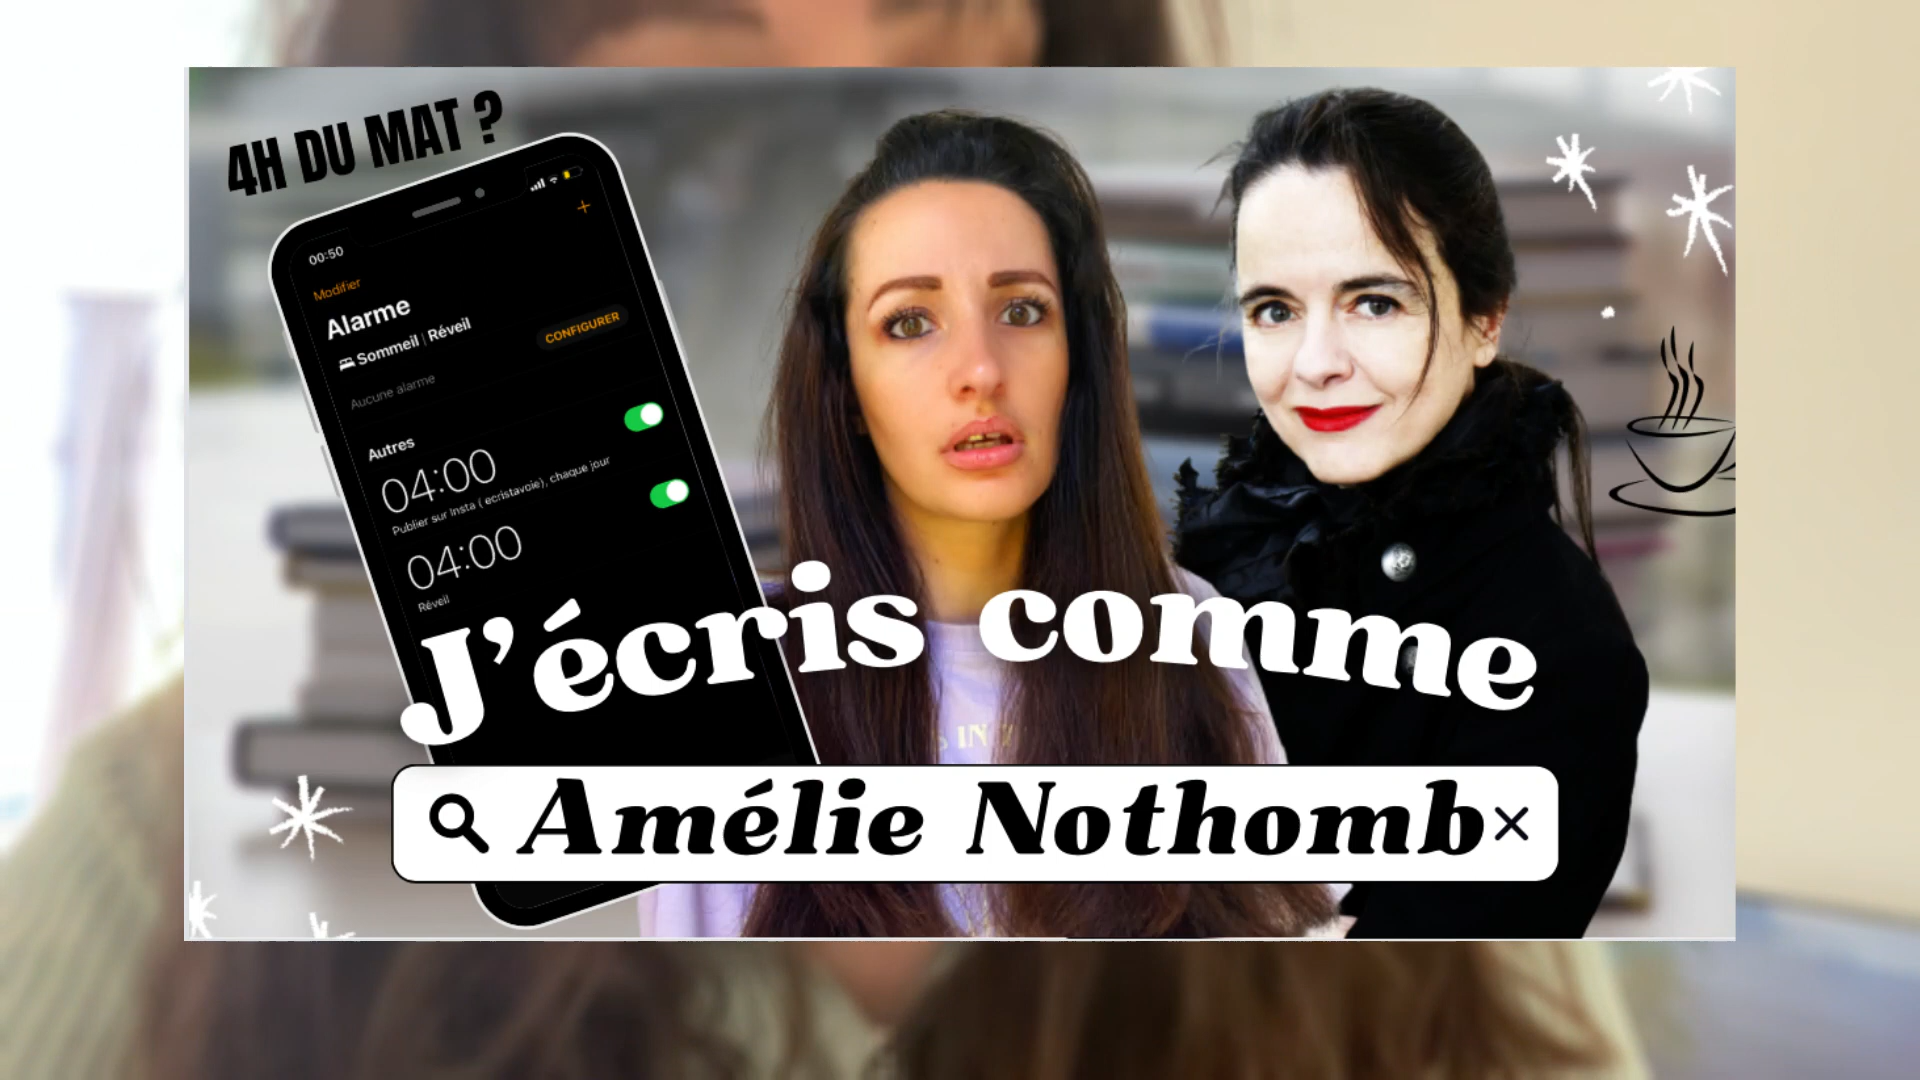 4H DU MAT ?
00:50
Modifier
Alarme
Sommeil | Réveil
CONFIGURER
Aucune alarme
Autres
04:00
Publier sur Insta ( ecristavoie), chaque jour
04:00
Réveil
J'écris comme
IN
Amélie Nothomb